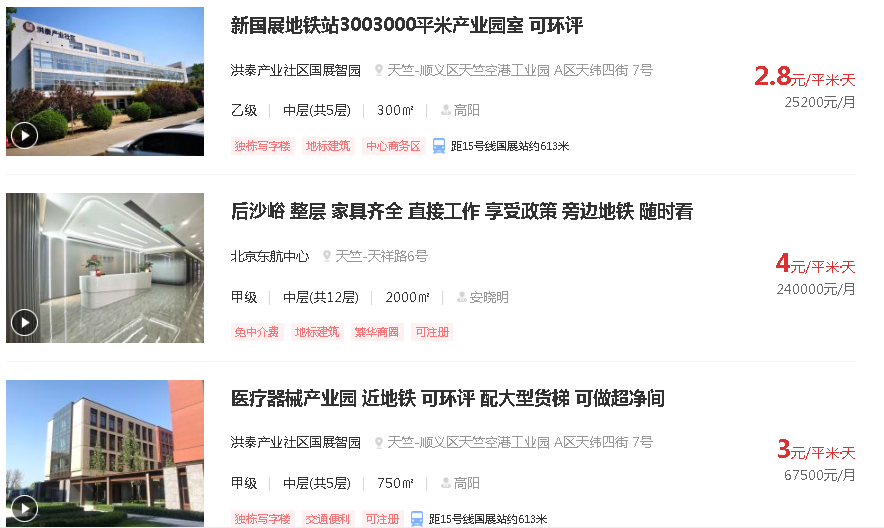 洪泰产业社区
新国展地铁站3003000平米产业园室 可环评
洪泰产业社区国展智园 天竺-顺义区天竺空港工业园 A区天纬四街 7号
2.8元/平米·天
25200元/月
乙级 中层(共5层) 300㎡ 高阳
独栋写字楼 地标建筑 中心商务区 距15号线国展站约613米
后沙峪 整层 家具齐全 直接工作 享受政策 旁边地铁 随时看
北京东航中心 天竺-天祥路6号
4元/平米·天
240000元/月
甲级 中层(共12层) 2000㎡ 安晓明
免中介费 地标建筑 繁华商圈 可注册
医疗器械产业园 近地铁 可环评 配大型货梯 可做超净间
洪泰产业社区国展智园 天竺-顺义区天竺空港工业园 A区天纬四街 7号
3元/平米·天
67500元/月
甲级 中层(共5层) 750㎡ 高阳
独栋写字楼 交通便利 可注册 距15号线国展站约613米